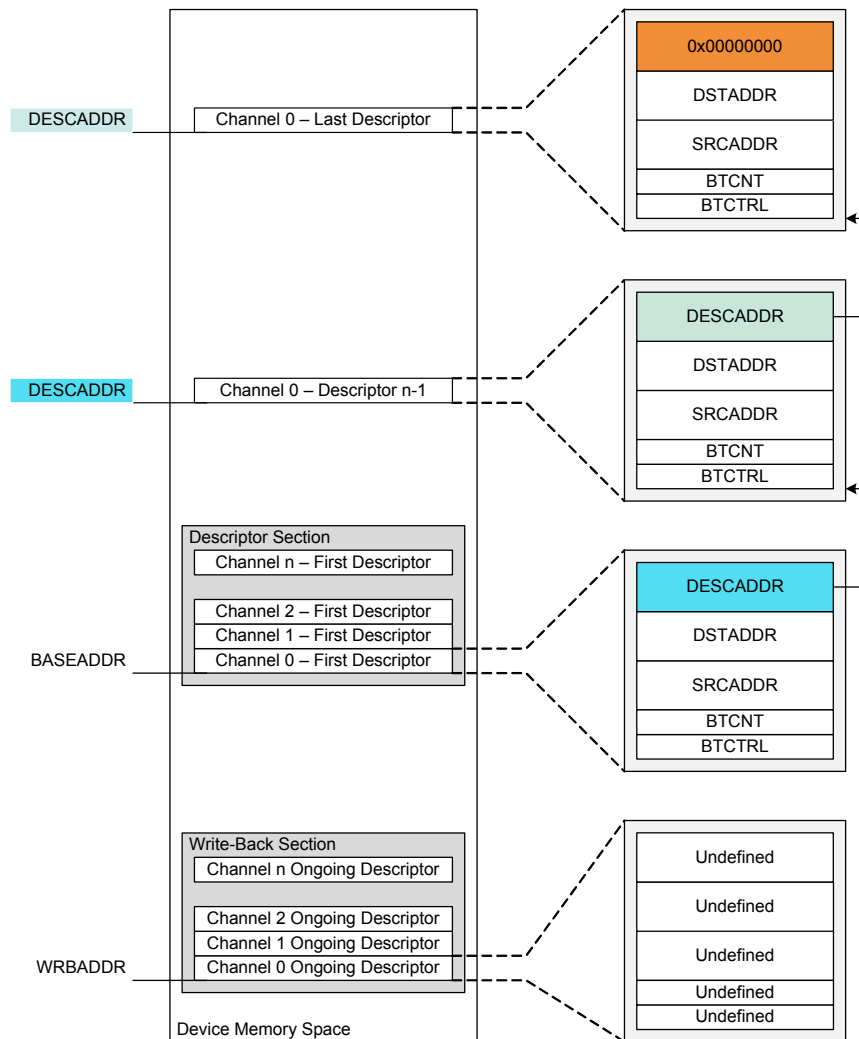 0x00000000
DSTADDR
SRCADDR
BTCNT
BTCTRL
DESCADDR
Channel 0 – Last Descriptor
DESCADDR
DSTADDR
SRCADDR
BTCNT
BTCTRL
DESCADDR
Channel 0 – Descriptor n-1
Descriptor Section
Channel n – First Descriptor
Channel 2 – First Descriptor
Channel 1 – First Descriptor
Channel 0 – First Descriptor
BASEADDR
DESCADDR
DSTADDR
SRCADDR
BTCNT
BTCTRL
Write-Back Section
Channel n Ongoing Descriptor
Channel 2 Ongoing Descriptor
Channel 1 Ongoing Descriptor
Channel 0 Ongoing Descriptor
WRBADDR
Undefined
Undefined
Undefined
Undefined
Undefined
Device Memory Space